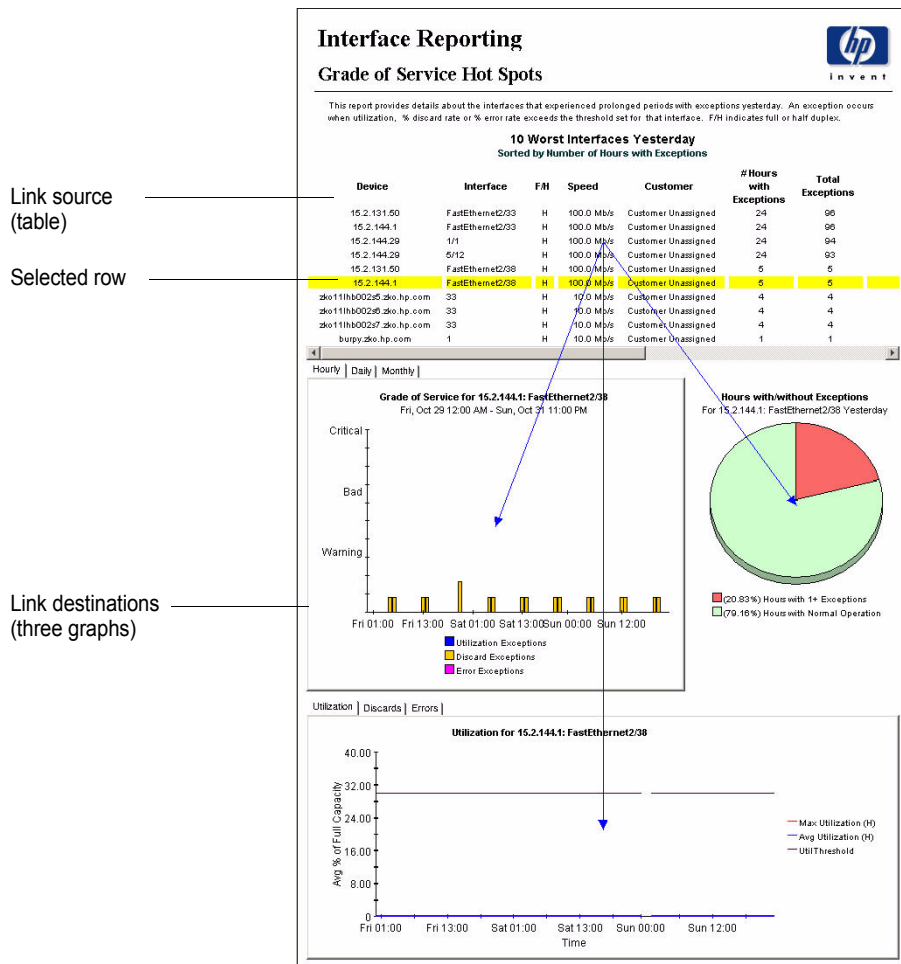 Interface Reporting
hp
invent
Grade of Service Hot Spots
This report provides details about the interfaces that experienced prolonged periods with exceptions yesterday. An exception occurs
when utilization, % discard rate or % error rate exceeds the threshold set for that interface. F/H indicates full or half duplex.
10 Worst Interfaces Yesterday
Sorted by Number of Hours with Exceptions
Device Interface F/H Speed Customer # Hours with Exceptions Total Exceptions
15.2.131.50 FastEthernet2/33 H 100.0 Mb/s Customer Unassigned 24 96
15.2.144.1 FastEthernet2/33 H 100.0 Mb/s Customer Unassigned 24 96
15.2.144.29 1/1 H 100.0 Mb/s Customer Unassigned 24 94
15.2.144.29 5/12 H 100.0 Mb/s Customer Unassigned 24 93
15.2.131.50 FastEthernet2/38 H 100.0 Mb/s Customer Unassigned 5 5
15.2.144.1 FastEthernet2/38 H 100.0 Mb/s Customer Unassigned 5 5
zko11lhb002s5.zko.hp.com 33 H 10.0 Mb/s Customer Unassigned 4 4
zko11lhb002s6.zko.hp.com 33 H 10.0 Mb/s Customer Unassigned 4 4
zko11lhb002s7.zko.hp.com 33 H 10.0 Mb/s Customer Unassigned 4 4
burpy.zko.hp.com 1 H 10.0 Mb/s Customer Unassigned 1 1
Link source
(table)
Selected row
Link destinations
(three graphs)
Hourly Daily Monthly
Grade of Service for 15.2.144.1: FastEthernet2/38
Fri, Oct 29 12:00 AM - Sun, Oct 31 11:00 PM
Critical
Bad
Warning
Fri 01:00 Fri 13:00 Sat 01:00 Sat 13:00 Sun 00:00 Sun 12:00
Utilization Exceptions
Discard Exceptions
Error Exceptions
Hours with/without Exceptions
For 15.2.144.1: FastEthernet2/38 Yesterday
(20.83%) Hours with 1+ Exceptions
(79.16%) Hours with Normal Operation
Utilization Discards Errors
Utilization for 15.2.144.1: FastEthernet2/38
Avg % of Full Capacity
40.00
32.00
24.00
16.00
8.00
0
Fri 01:00 Fri 13:00 Sat 01:00 Sat 13:00 Sun 00:00 Sun 12:00
Time
Max Utilization (H)
Avg Utilization (H)
UtilThreshold